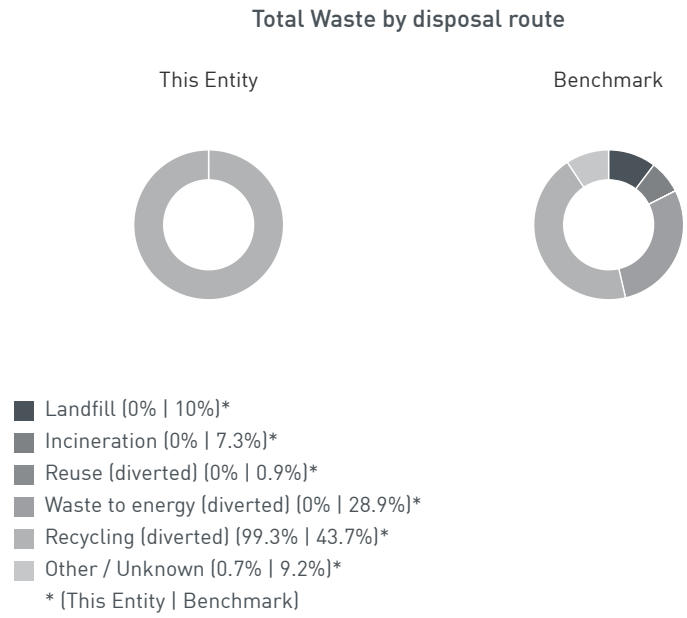 Total Waste by disposal route
This Entity
Benchmark
Landfill (0% | 10%)*
Incineration (0% | 7.3%)*
Reuse (diverted) (0% | 0.9%)*
Waste to energy (diverted) (0% | 28.9%)*
Recycling (diverted) (99.3% | 43.7%)*
Other / Unknown (0.7% | 9.2%)*
* (This Entity | Benchmark)